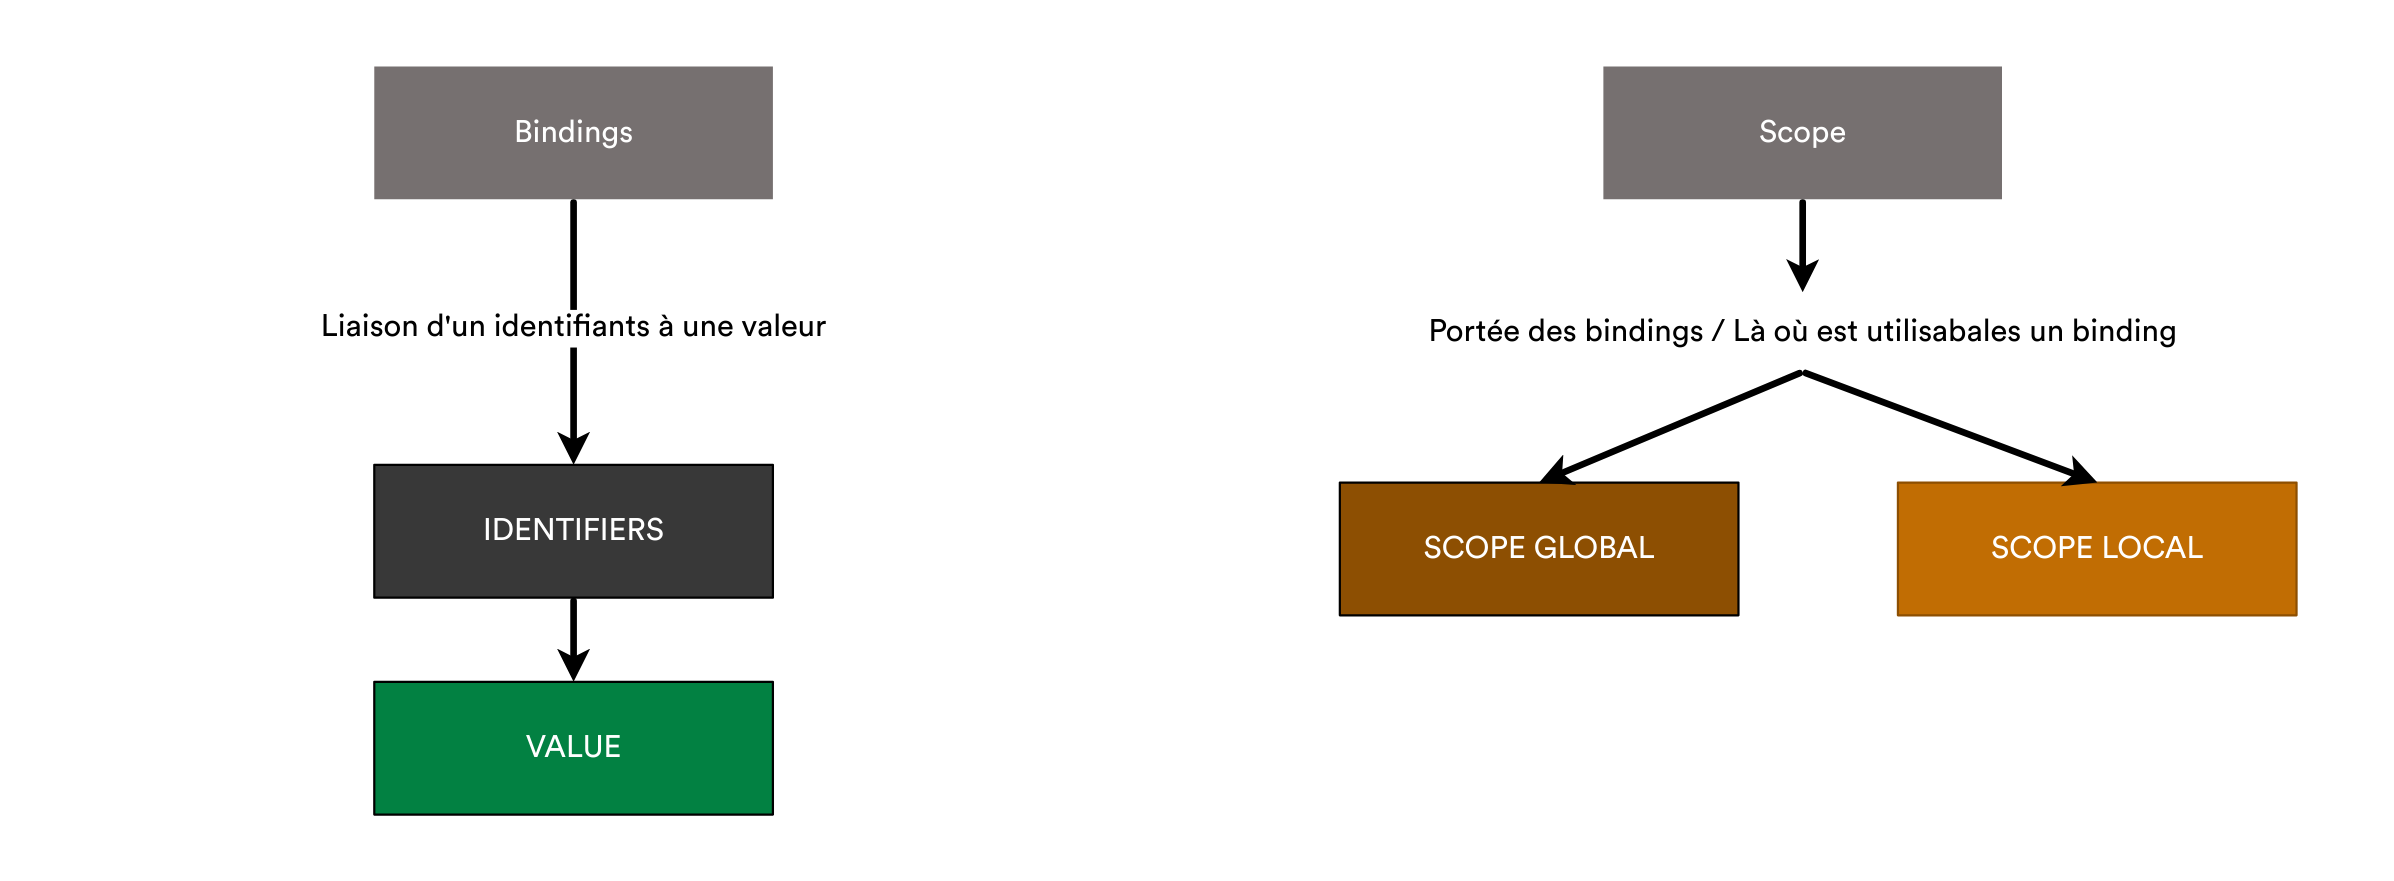 Bindings
Liaison d'un identifiants à une valeur
IDENTIFIERS
VALUE
Scope
Portée des bindings / Là où est utilisabales un binding
SCOPE GLOBAL
SCOPE LOCAL